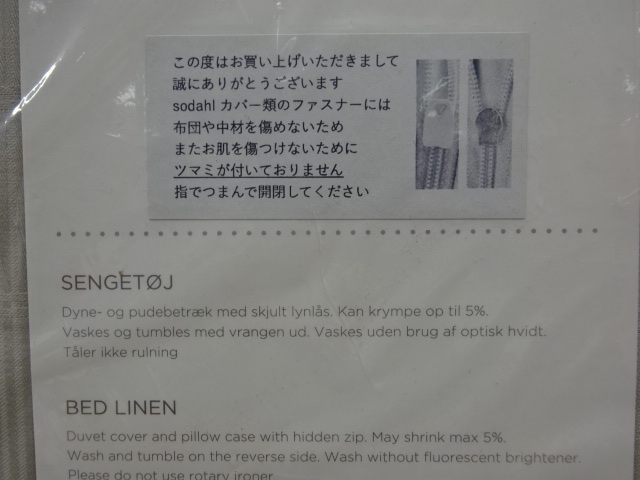 この度はお買い上げいただきまして
誠にありがとうございます
sodahl カバー類のファスナーには
布団や中材を傷めないため
またお肌を傷つけないために
ツマミが付いておりません
指でつまんで開閉してください
SENGETØJ
Dyne- og pudebetræk med skjult lynlås. Kan krympe op til 5%.
Vaskes og tumbles med vrangen ud. Vaskes uden brug af optisk hvidt.
Tåler ikke rulning
BED LINEN
Duvet cover and pillow case with hidden zip. May shrink max 5%.
Wash and tumble on the reverse side. Wash without fluorescent brightener.
Please do not use rotary ironer.